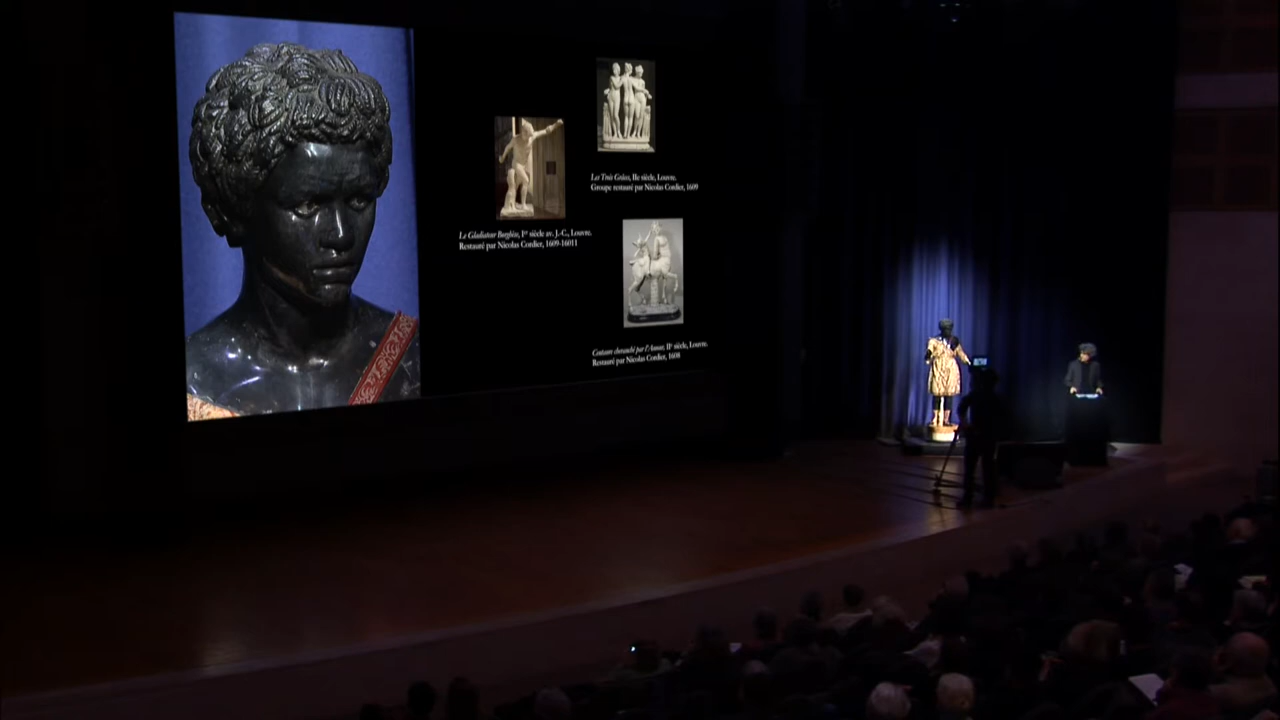 Les Trois Grâces, IIe siècle, Louvre.
Groupe restauré par Nicolas Cordier, 1609
Le Gladiateur Borghèse, Iᵉʳ siècle av. J.-C., Louvre.
Restauré par Nicolas Cordier, 1609-16011
Centaure chevauché par l'Amour, IIᵉ siècle, Louvre.
Restauré par Nicolas Cordier, 1608